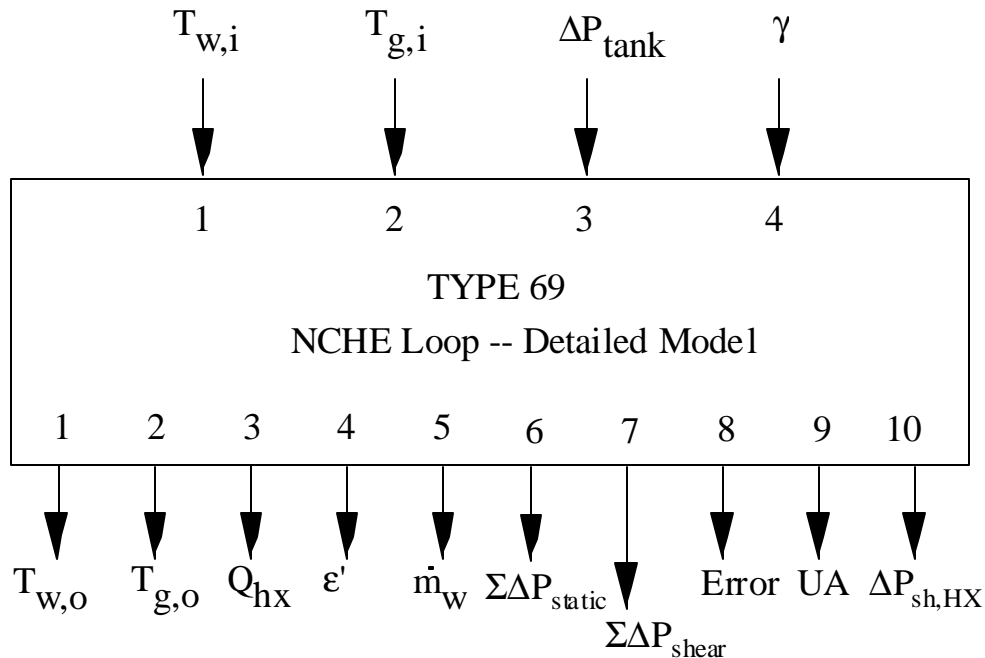 T_w,i T_g,i ΔP_tank γ
1 2 3 4
TYPE 69
NCHE Loop -- Detailed Model
1 2 3 4 5 6 7 8 9 10
T_w,o T_g,o Q_hx ε' ṁ_w ΣΔP_static Error UA ΔP_sh,HX
ΣΔP_shear